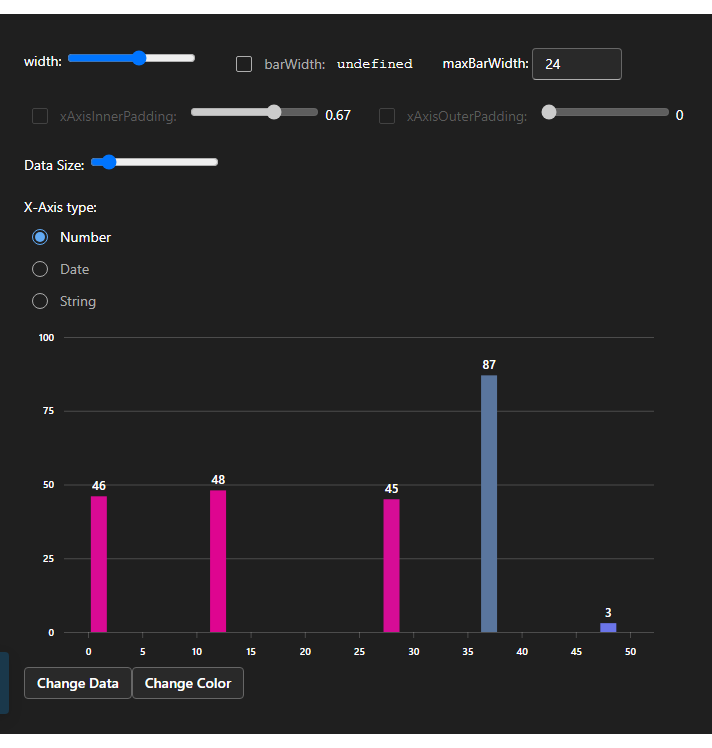 width: barWidth: undefined maxBarWidth: 24
xAxisInnerPadding: 0.67 xAxisOuterPadding: 0
Data Size:
X-Axis type:
Number
Date
String
100
87
75
50
46 48 45
25
3
0
0 5 10 15 20 25 30 35 40 45 50
Change Data Change Color